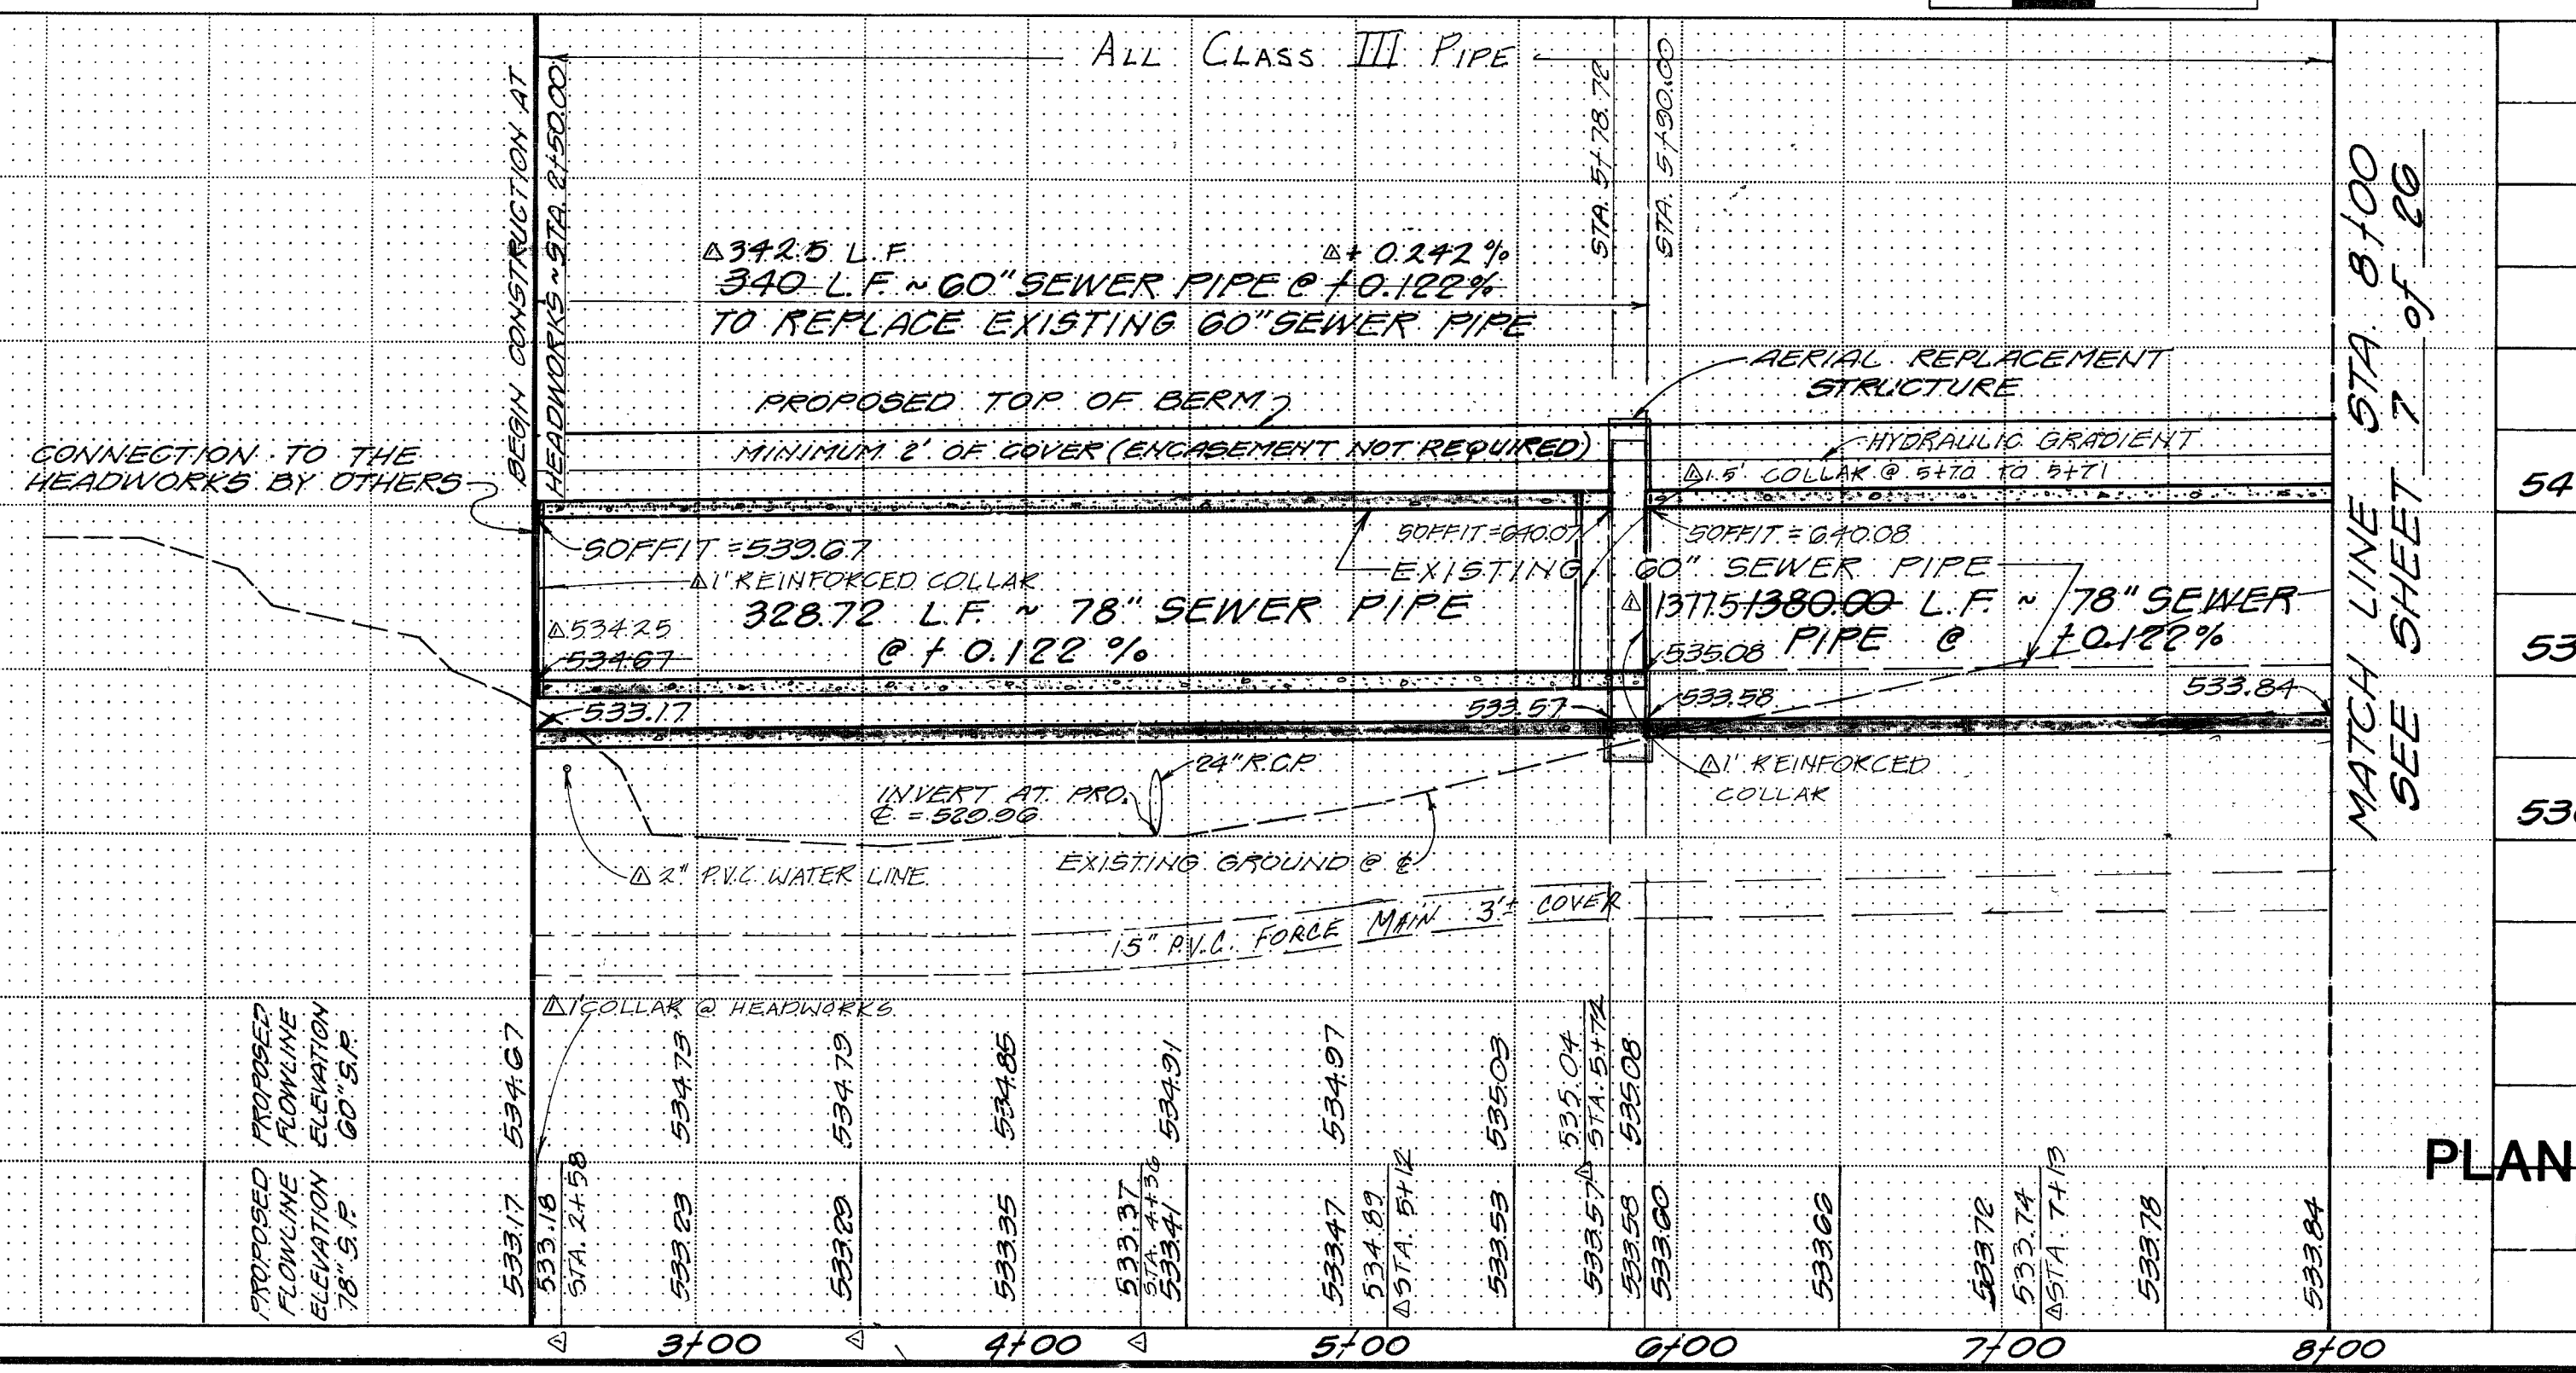 ALL CLASS III PIPE
BEGIN CONSTRUCTION AT
HEADWORKS ~ STA. 2+50.00
STA. 5+78.72
STA. 5+90.00
△ 342.5 L.F.
△ + 0.242 %
340 L.F. ~ 60" SEWER PIPE @ +0.122%
TO REPLACE EXISTING 60" SEWER PIPE
AERIAL REPLACEMENT
STRUCTURE
PROPOSED TOP OF BERM
MINIMUM 2' OF COVER (ENCASEMENT NOT REQUIRED)
HYDRAULIC GRADIENT
△ 1.5' COLLAR @ 5+70 TO 5+71
CONNECTION TO THE
HEADWORKS BY OTHERS
SOFFIT = 539.67
SOFFIT = 640.07
SOFFIT = 640.08
△ 1' REINFORCED COLLAR
EXISTING 60" SEWER PIPE
328.72 L.F. ~ 78" SEWER PIPE
@ + 0.122 %
△ 1377.5 1380.00 L.F. ~ 78" SEWER
PIPE @ +0.122%
△ 534.25
534.67
535.08
533.17
533.57
533.58
533.84
24" R.C.P.
INVERT AT PRO.
℄ = 529.96
△ 1' REINFORCED
COLLAR
△ 2" P.V.C. WATER LINE
EXISTING GROUND @ ℄
15" P.V.C. FORCE MAIN 3'± COVER
△ 1' COLLAR @ HEADWORKS
MATCH LINE STA. 8+00
SEE SHEET 7 of 26
54
53
53
PROPOSED
FLOWLINE
ELEVATION
60" S.P.
534.67
534.73
534.79
534.85
534.91
534.97
535.03
535.04
△ STA. 5+72
535.08
PROPOSED
FLOWLINE
ELEVATION
78" S.P.
533.17
533.18
STA. 2+58
533.23
533.29
533.35
533.37
STA. 4+36
533.41
533.47
534.89
△ STA. 5+12
533.53
533.57
533.58
533.60
533.66
533.72
533.74
△ STA. 7+13
533.78
533.84
PLAN
3+00
4+00
5+00
6+00
7+00
8+00